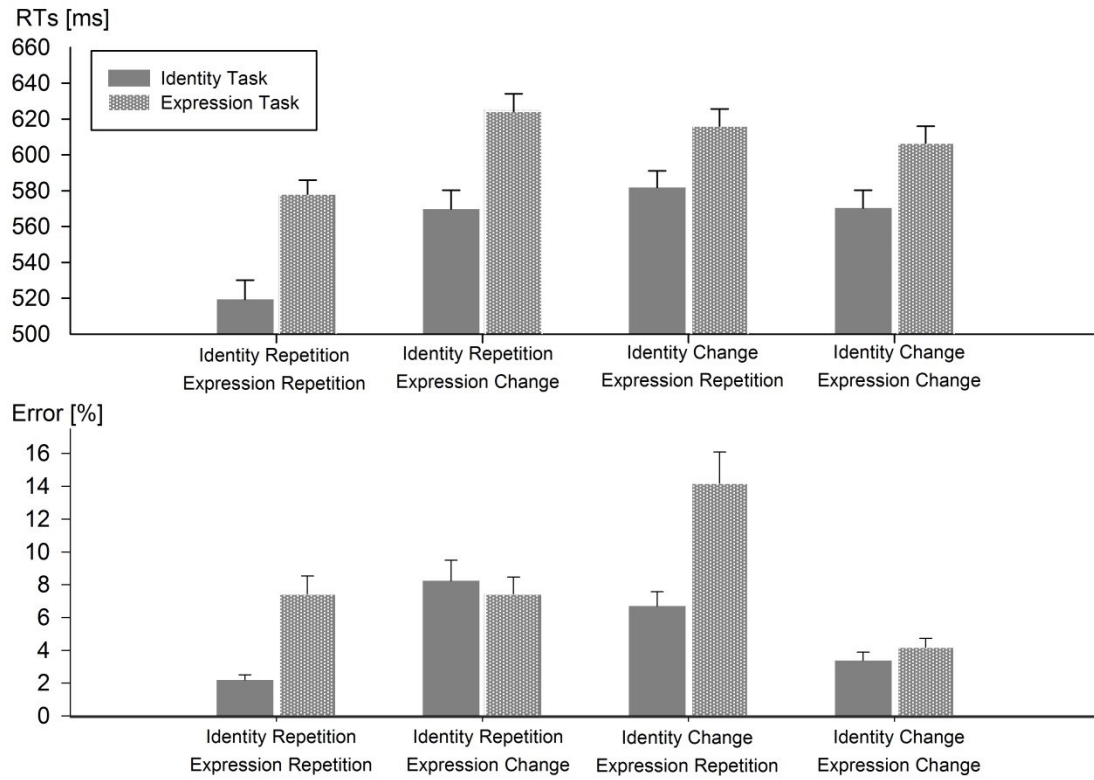 RTs [ms]
660
640
620
600
580
560
540
520
500
Identity Task
Expression Task
Identity Repetition
Expression Repetition
Identity Repetition
Expression Change
Identity Change
Expression Repetition
Identity Change
Expression Change
Error [%]
16
14
12
10
8
6
4
2
0
Identity Repetition
Expression Repetition
Identity Repetition
Expression Change
Identity Change
Expression Repetition
Identity Change
Expression Change